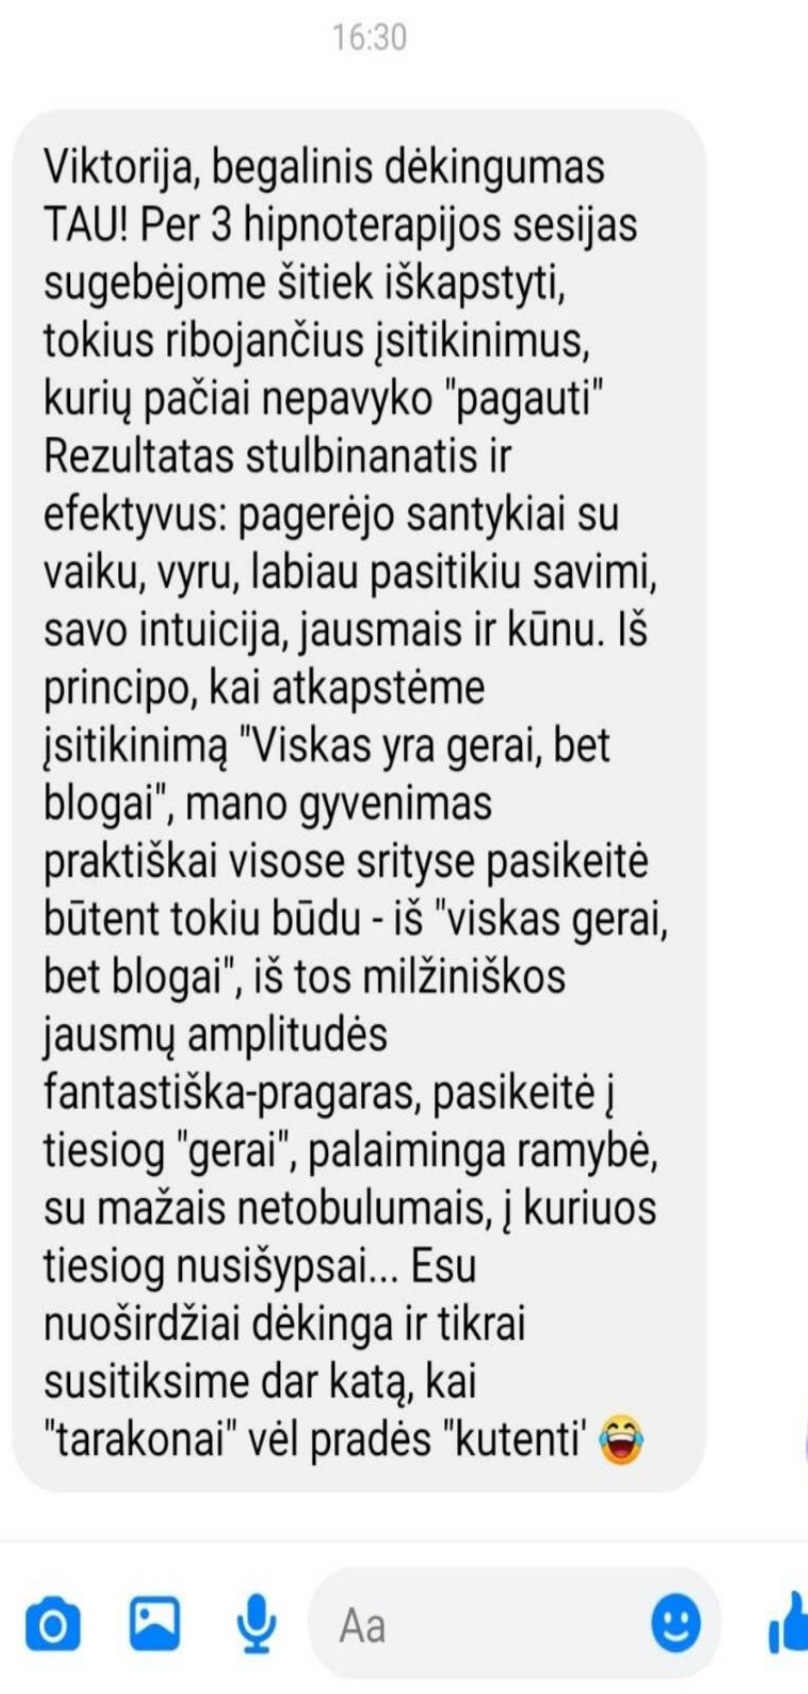 16:30
Viktorija, begalinis dėkingumas
TAU! Per 3 hipnoterapijos sesijas
sugebėjome šitiek iškapstyti,
tokius ribojančius įsitikinimus,
kurių pačiai nepavyko "pagauti"
Rezultatas stulbinanatis ir
efektyvus: pagerėjo santykiai su
vaiku, vyru, labiau pasitikiu savimi,
savo intuicija, jausmais ir kūnu. Iš
principo, kai atkapstėme
įsitikinimą "Viskas yra gerai, bet
blogai", mano gyvenimas
praktiškai visose srityse pasikeitė
būtent tokiu būdu - iš "viskas gerai,
bet blogai", iš tos milžiniškos
jausmų amplitudės
fantastiška-pragaras, pasikeitė į
tiesiog "gerai", palaiminga ramybė,
su mažais netobulumais, į kuriuos
tiesiog nusišypsai... Esu
nuoširdžiai dėkinga ir tikrai
susitiksime dar katą, kai
"tarakonai" vėl pradės "kutenti' 😂
Aa